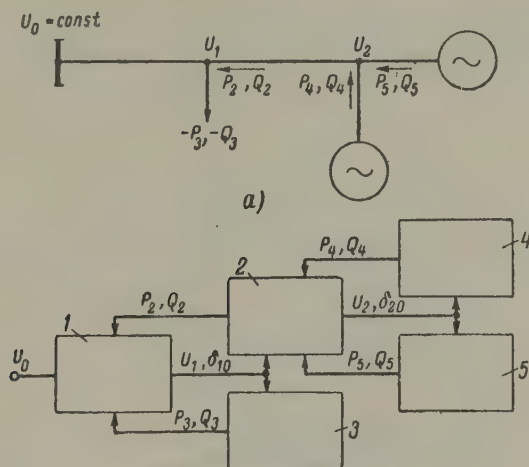 U₀ = const
U₁
U₂
P₂, Q₂
P₄, Q₄
P₅, Q₅
-P₃, -Q₃
а)
4
P₄, Q₄
2
P₂, Q₂
U₂, δ₂₀
1
U₀
U₁, δ₁₀
P₅, Q₅
5
P₃, Q₃
3